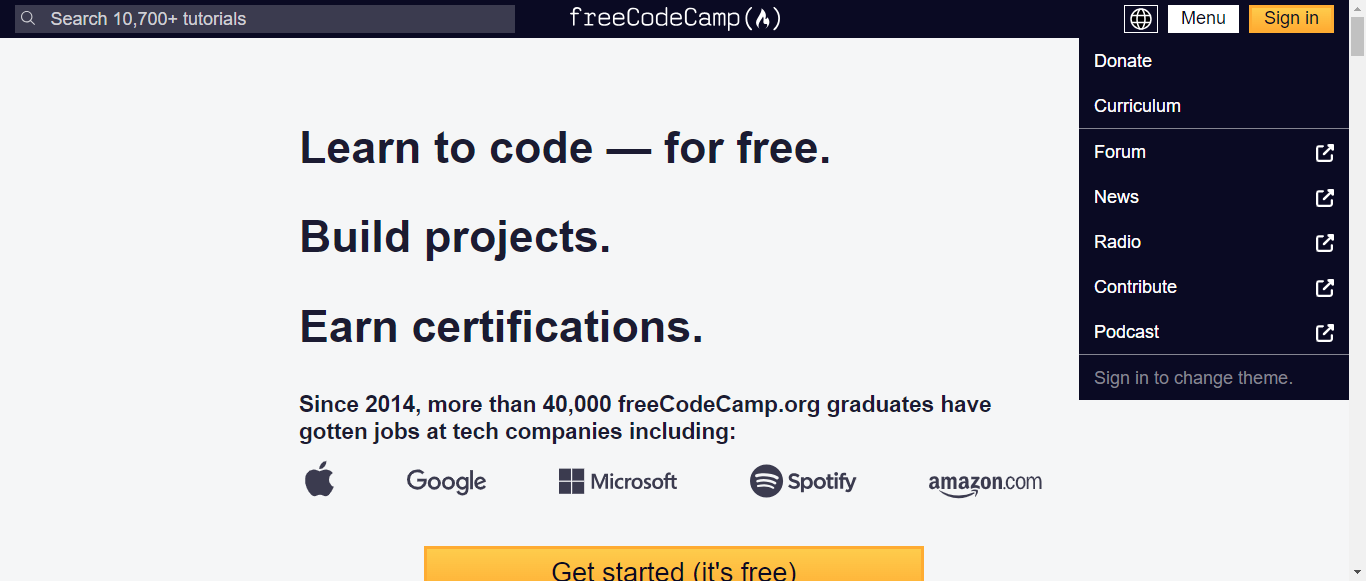 Search 10,700+ tutorials
freeCodeCamp(🔥)
Menu
Sign in
Donate
Curriculum
Forum
News
Radio
Contribute
Podcast
Sign in to change theme.
Learn to code — for free.
Build projects.
Earn certifications.
Since 2014, more than 40,000 freeCodeCamp.org graduates have
gotten jobs at tech companies including:
Google
Microsoft
Spotify
amazon.com
Get started (it's free)